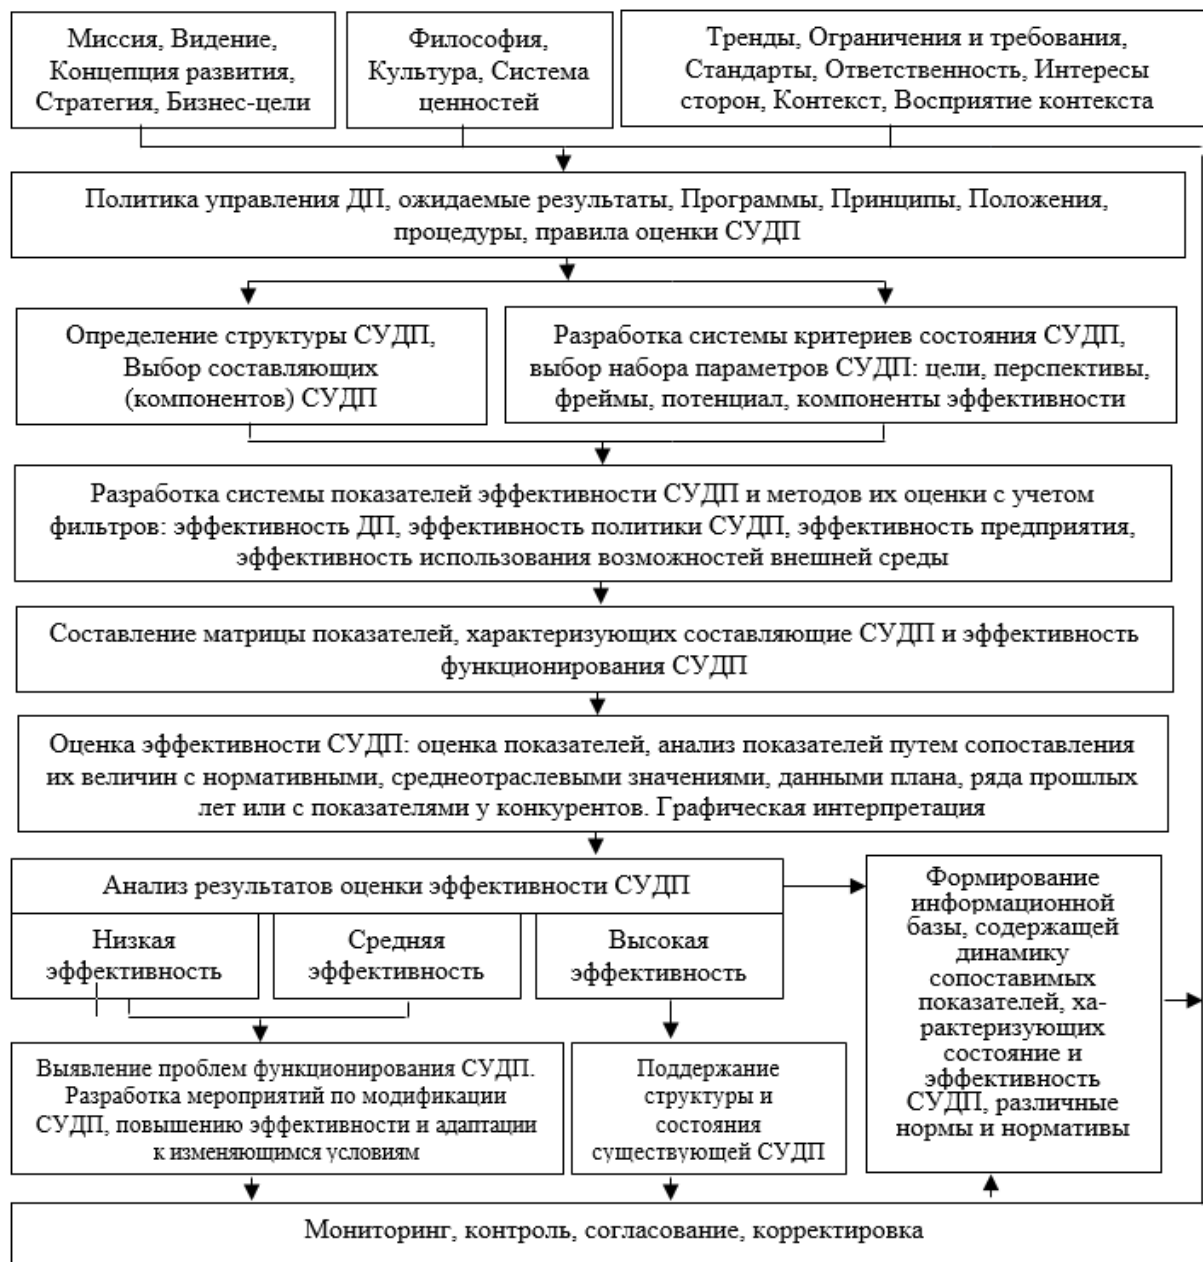 Миссия, Видение,
Концепция развития,
Стратегия, Бизнес-цели
Философия,
Культура, Система
ценностей
Тренды, Ограничения и требования,
Стандарты, Ответственность, Интересы
сторон, Контекст, Восприятие контекста
Политика управления ДП, ожидаемые результаты, Программы, Принципы, Положения,
процедуры, правила оценки СУДП
Определение структуры СУДП,
Выбор составляющих
(компонентов) СУДП
Разработка системы критериев состояния СУДП,
выбор набора параметров СУДП: цели, перспективы,
фреймы, потенциал, компоненты эффективности
Разработка системы показателей эффективности СУДП и методов их оценки с учетом
фильтров: эффективность ДП, эффективность политики СУДП, эффективность предприятия,
эффективность использования возможностей внешней среды
Составление матрицы показателей, характеризующих составляющие СУДП и эффективность
функционирования СУДП
Оценка эффективности СУДП: оценка показателей, анализ показателей путем сопоставления
их величин с нормативными, среднеотраслевыми значениями, данными плана, ряда прошлых
лет или с показателями у конкурентов. Графическая интерпретация
Анализ результатов оценки эффективности СУДП
Низкая
эффективность
Средняя
эффективность
Высокая
эффективность
Формирование
информационной
базы, содержащей
динамику
сопоставимых
показателей, ха-
рактеризующих
состояние и
эффективность
СУДП, различные
нормы и нормативы
Выявление проблем функционирования СУДП.
Разработка мероприятий по модификации
СУДП, повышению эффективности и адаптации
к изменяющимся условиям
Поддержание
структуры и
состояния
существующей СУДП
Мониторинг, контроль, согласование, корректировка